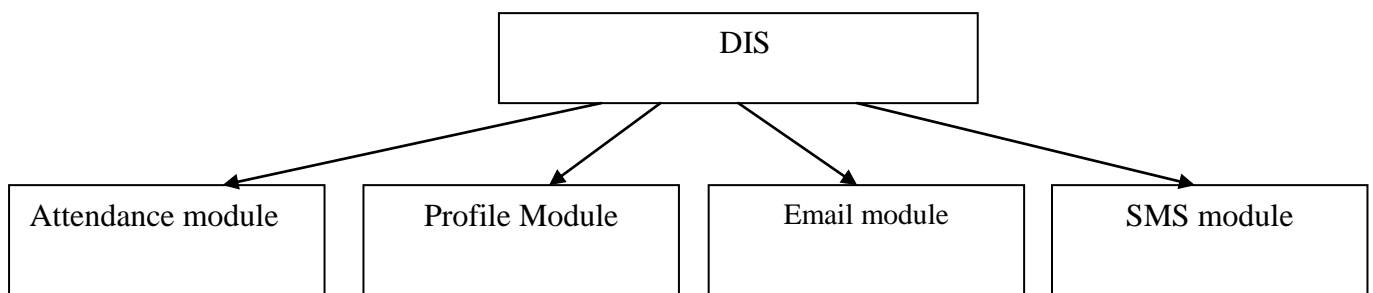 DIS
Attendance module
Profile Module
Email module
SMS module